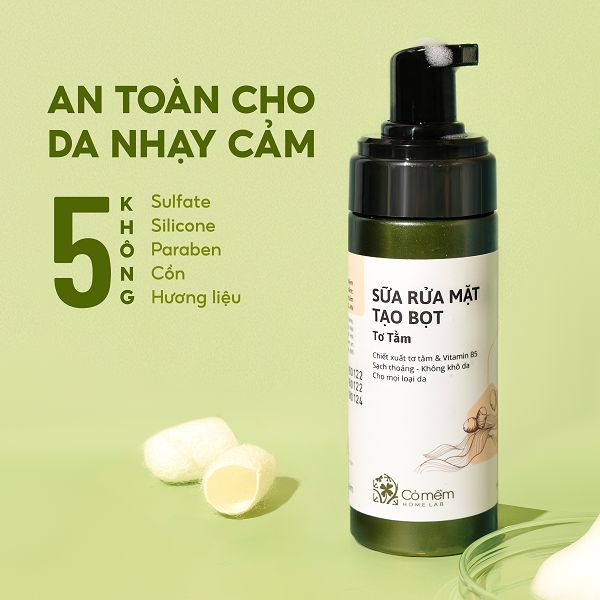 AN TOÀN CHO
DA NHẠY CẢM
5
KHÔNG
Sulfate
Silicone
Paraben
Cồn
Hương liệu
SỮA RỬA MẶT
TẠO BỌT
Tơ Tằm
Chiết xuất tơ tằm & Vitamin B5
Sạch thoáng - Không khô da
Cho mọi loại da
Cỏ mềm
HOME LAB